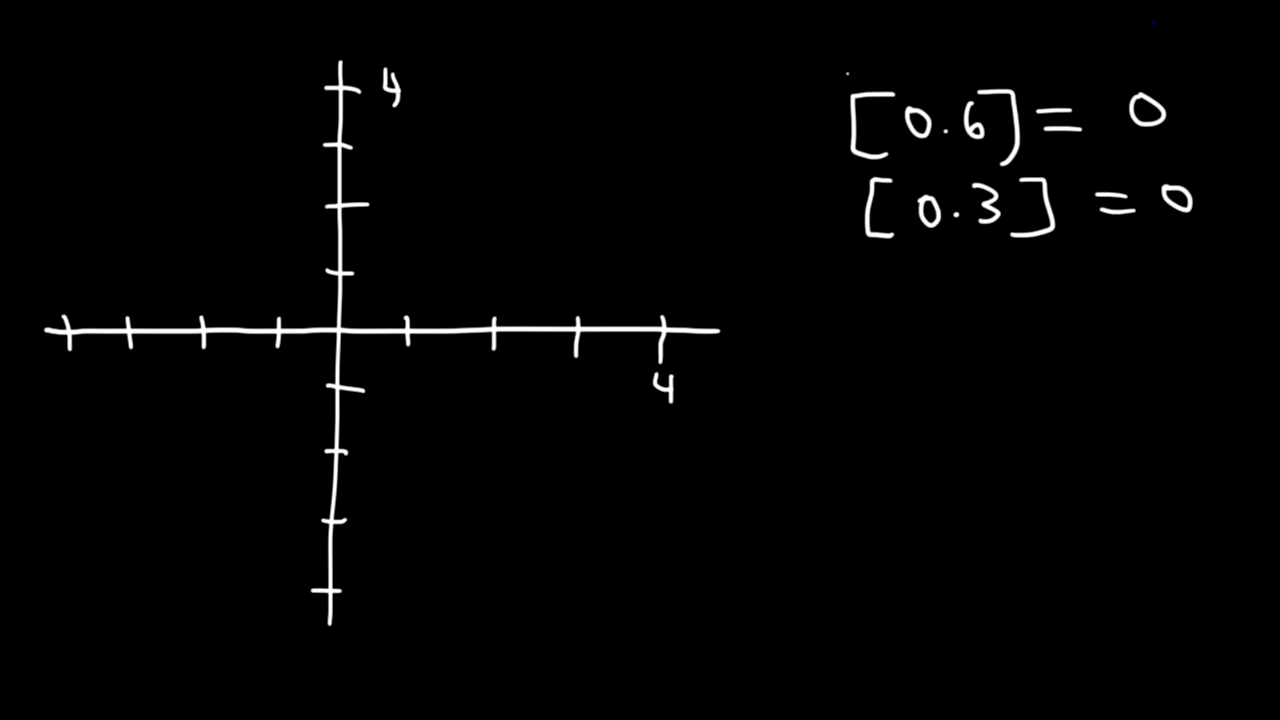 4
[0.6] = 0
[0.3] = 0
4